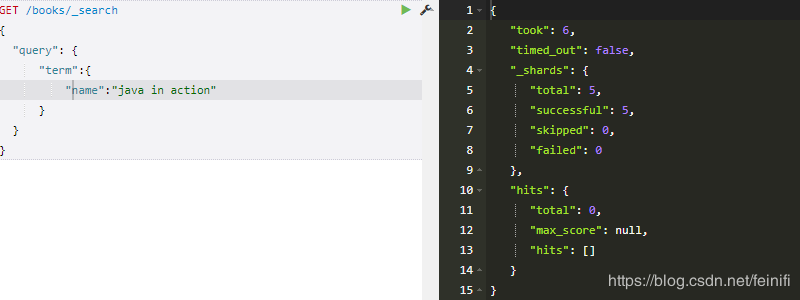 GET /books/_search
{
"query": {
"term":{
"name":"java in action"
}
}
}
1 {
2 "took": 6,
3 "timed_out": false,
4 "_shards": {
5 "total": 5,
6 "successful": 5,
7 "skipped": 0,
8 "failed": 0
9 },
10 "hits": {
11 "total": 0,
12 "max_score": null,
13 "hits": []
14 }
15 }
https://blog.csdn.net/feinifi